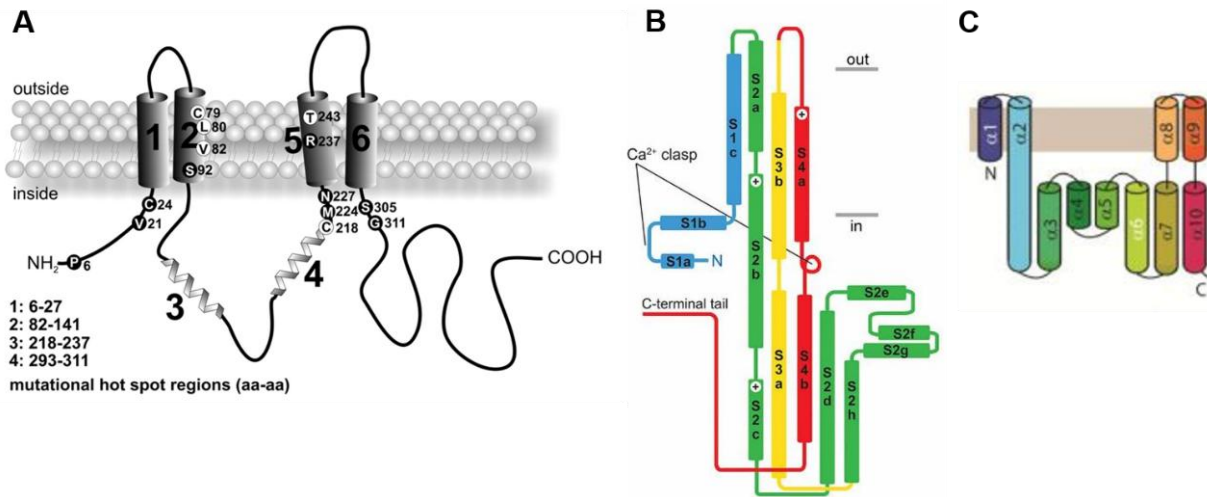 A
outside
inside
1
2
5
6
C 79
L 80
V 82
S 92
T 243
R 237
C 24
V 21
P 6
NH₂
N 227
M 224
C 218
S 305
G 311
3
4
COOH
1: 6-27
2: 82-141
3: 218-237
4: 293-311
mutational hot spot regions (aa-aa)
B
out
in
Ca²⁺ clasp
S1c
S2a
S3b
S4a
+
+
+
S1b
S1a
N
S2b
C-terminal tail
S2c
S3a
S4b
S2d
S2e
S2f
S2g
S2h
C
α1
α2
α8
α9
N
α3
α4
α5
α6
α7
α10
C